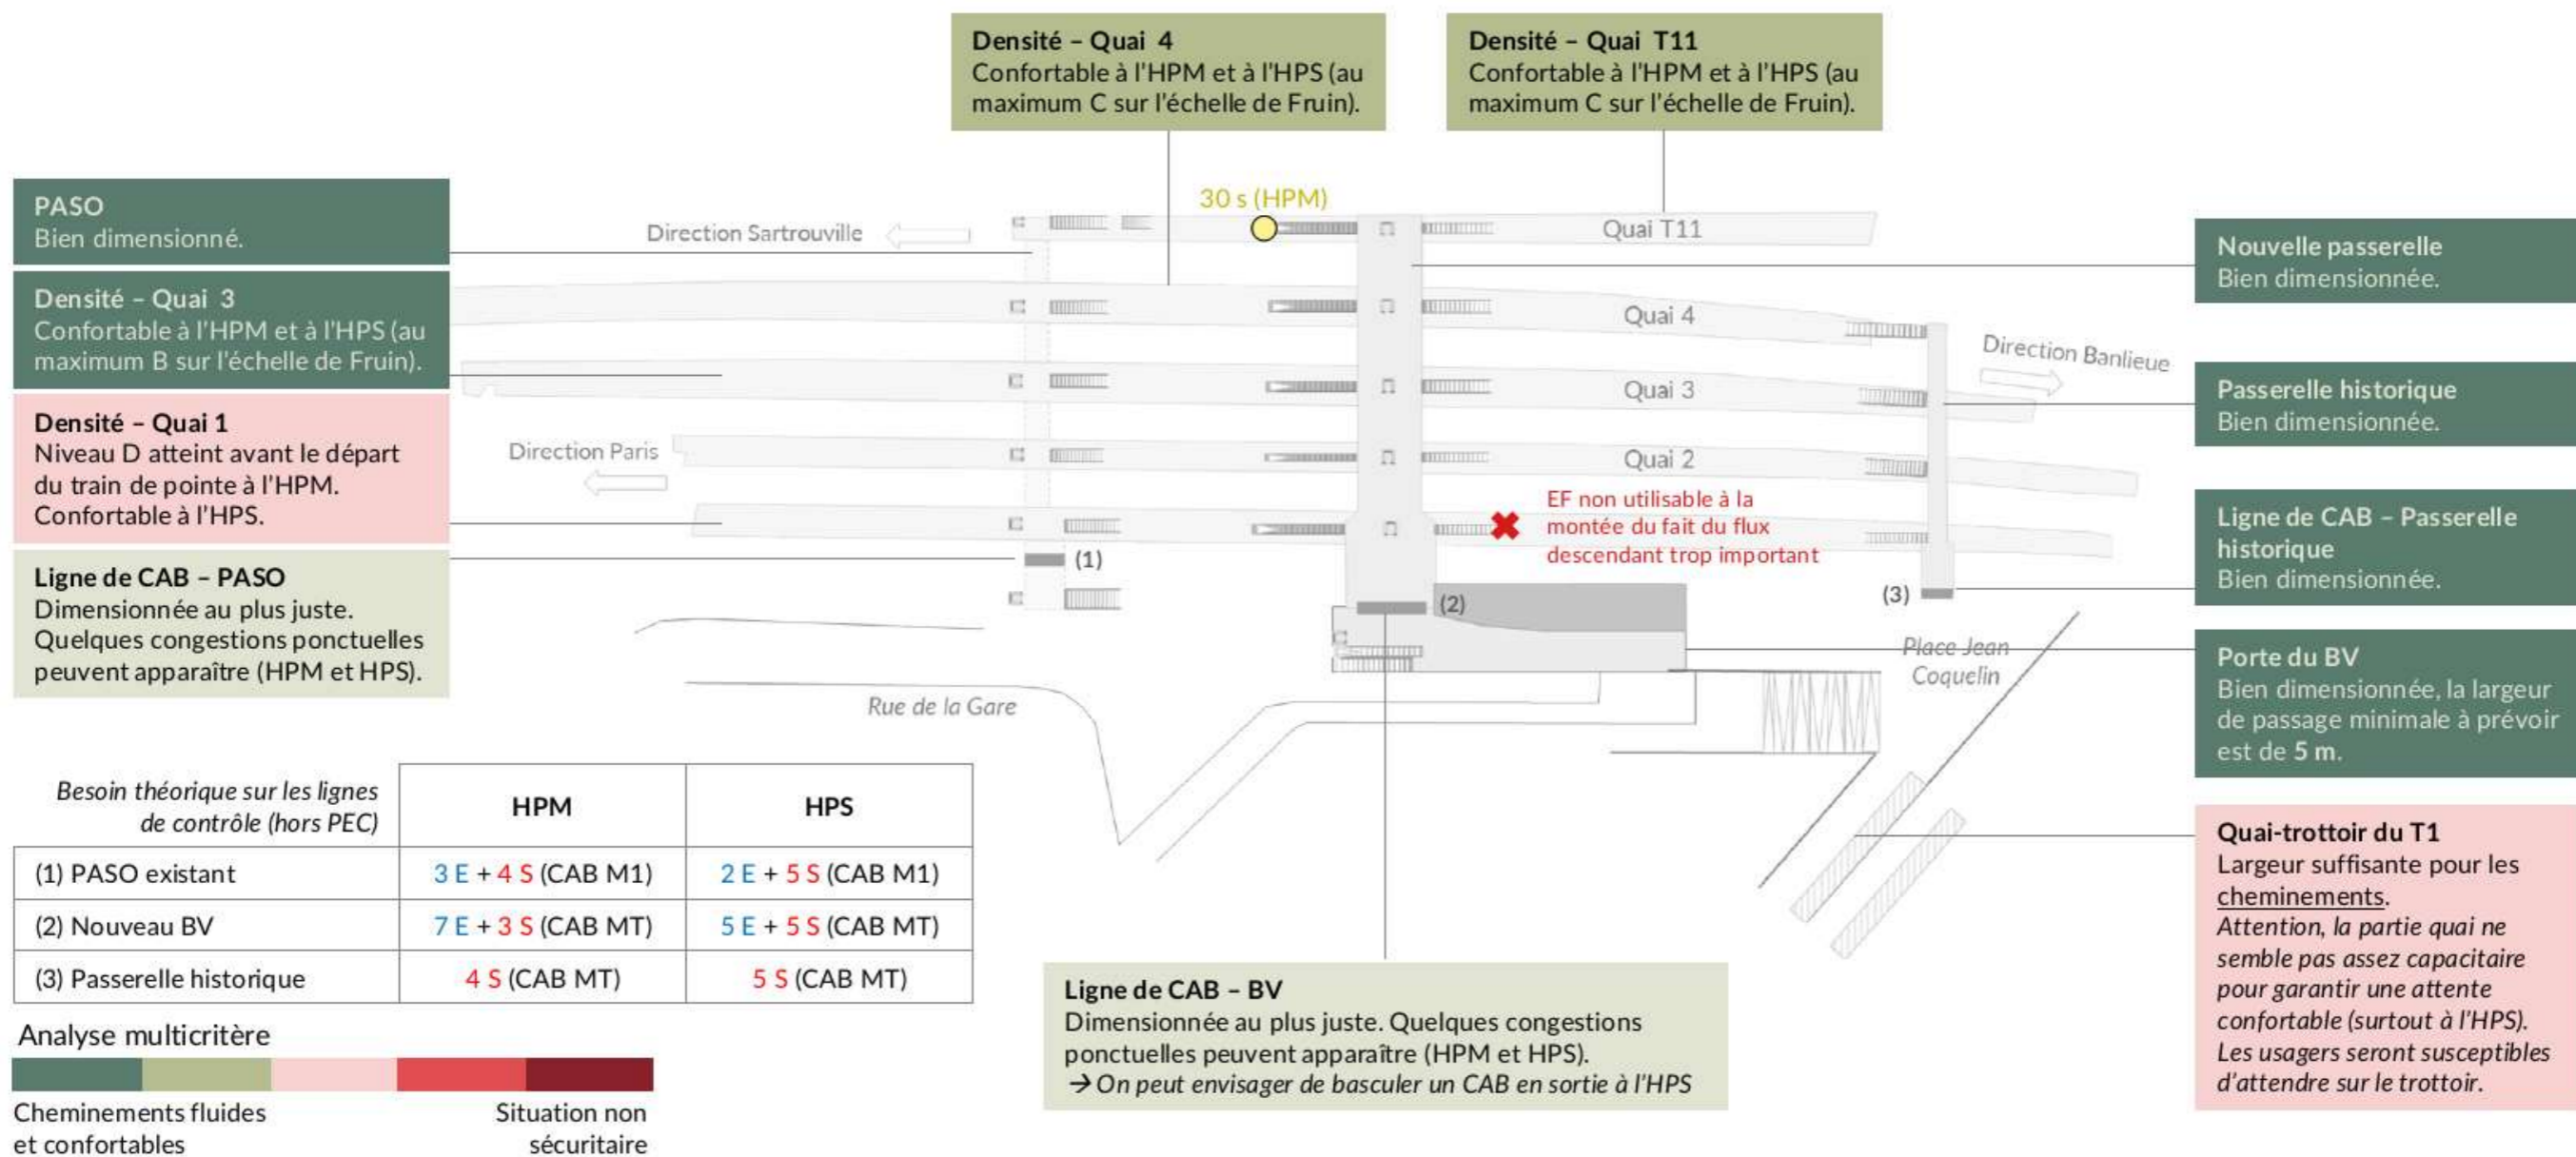 Densité – Quai 4
Confortable à l'HPM et à l'HPS (au
maximum C sur l'échelle de Fruin).
Densité – Quai T11
Confortable à l'HPM et à l'HPS (au
maximum C sur l'échelle de Fruin).
PASO
Bien dimensionné.
Densité – Quai 3
Confortable à l'HPM et à l'HPS (au
maximum B sur l'échelle de Fruin).
Densité – Quai 1
Niveau D atteint avant le départ
du train de pointe à l'HPM.
Confortable à l'HPS.
Ligne de CAB – PASO
Dimensionnée au plus juste.
Quelques congestions ponctuelles
peuvent apparaître (HPM et HPS).
30 s (HPM)
Direction Sartrouville
Quai T11
Quai 4
Direction Banlieue
Quai 3
Direction Paris
Quai 2
EF non utilisable à la
montée du fait du flux
descendant trop important
(1)
(2)
(3)
Place Jean
Coquelin
Rue de la Gare
Nouvelle passerelle
Bien dimensionnée.
Passerelle historique
Bien dimensionnée.
Ligne de CAB – Passerelle
historique
Bien dimensionnée.
Porte du BV
Bien dimensionnée, la largeur
de passage minimale à prévoir
est de 5 m.
Quai-trottoir du T1
Largeur suffisante pour les
cheminements.
Attention, la partie quai ne
semble pas assez capacitaire
pour garantir une attente
confortable (surtout à l'HPS).
Les usagers seront susceptibles
d'attendre sur le trottoir.
Besoin théorique sur les lignes
de contrôle (hors PEC)
HPM
HPS
(1) PASO existant
3 E + 4 S (CAB M1)
2 E + 5 S (CAB M1)
(2) Nouveau BV
7 E + 3 S (CAB MT)
5 E + 5 S (CAB MT)
(3) Passerelle historique
4 S (CAB MT)
5 S (CAB MT)
Ligne de CAB – BV
Dimensionnée au plus juste. Quelques congestions
ponctuelles peuvent apparaître (HPM et HPS).
→ On peut envisager de basculer un CAB en sortie à l'HPS
Analyse multicritère
Cheminements fluides
et confortables
Situation non
sécuritaire